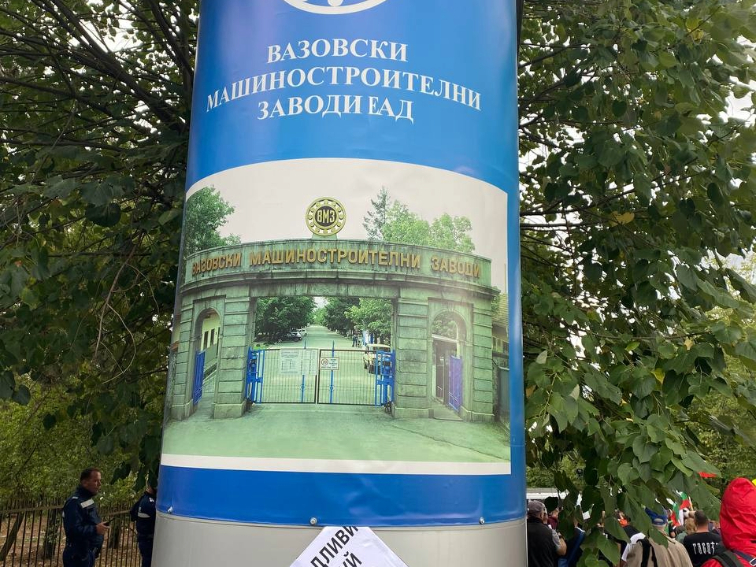 ВАЗОВСКИ
МАШИНОСТРОИТЕЛНИ
ЗАВОДИ ЕАД
ВМЗ
ВАЗОВСКИ МАШИНОСТРОИТЕЛНИ ЗАВОДИ